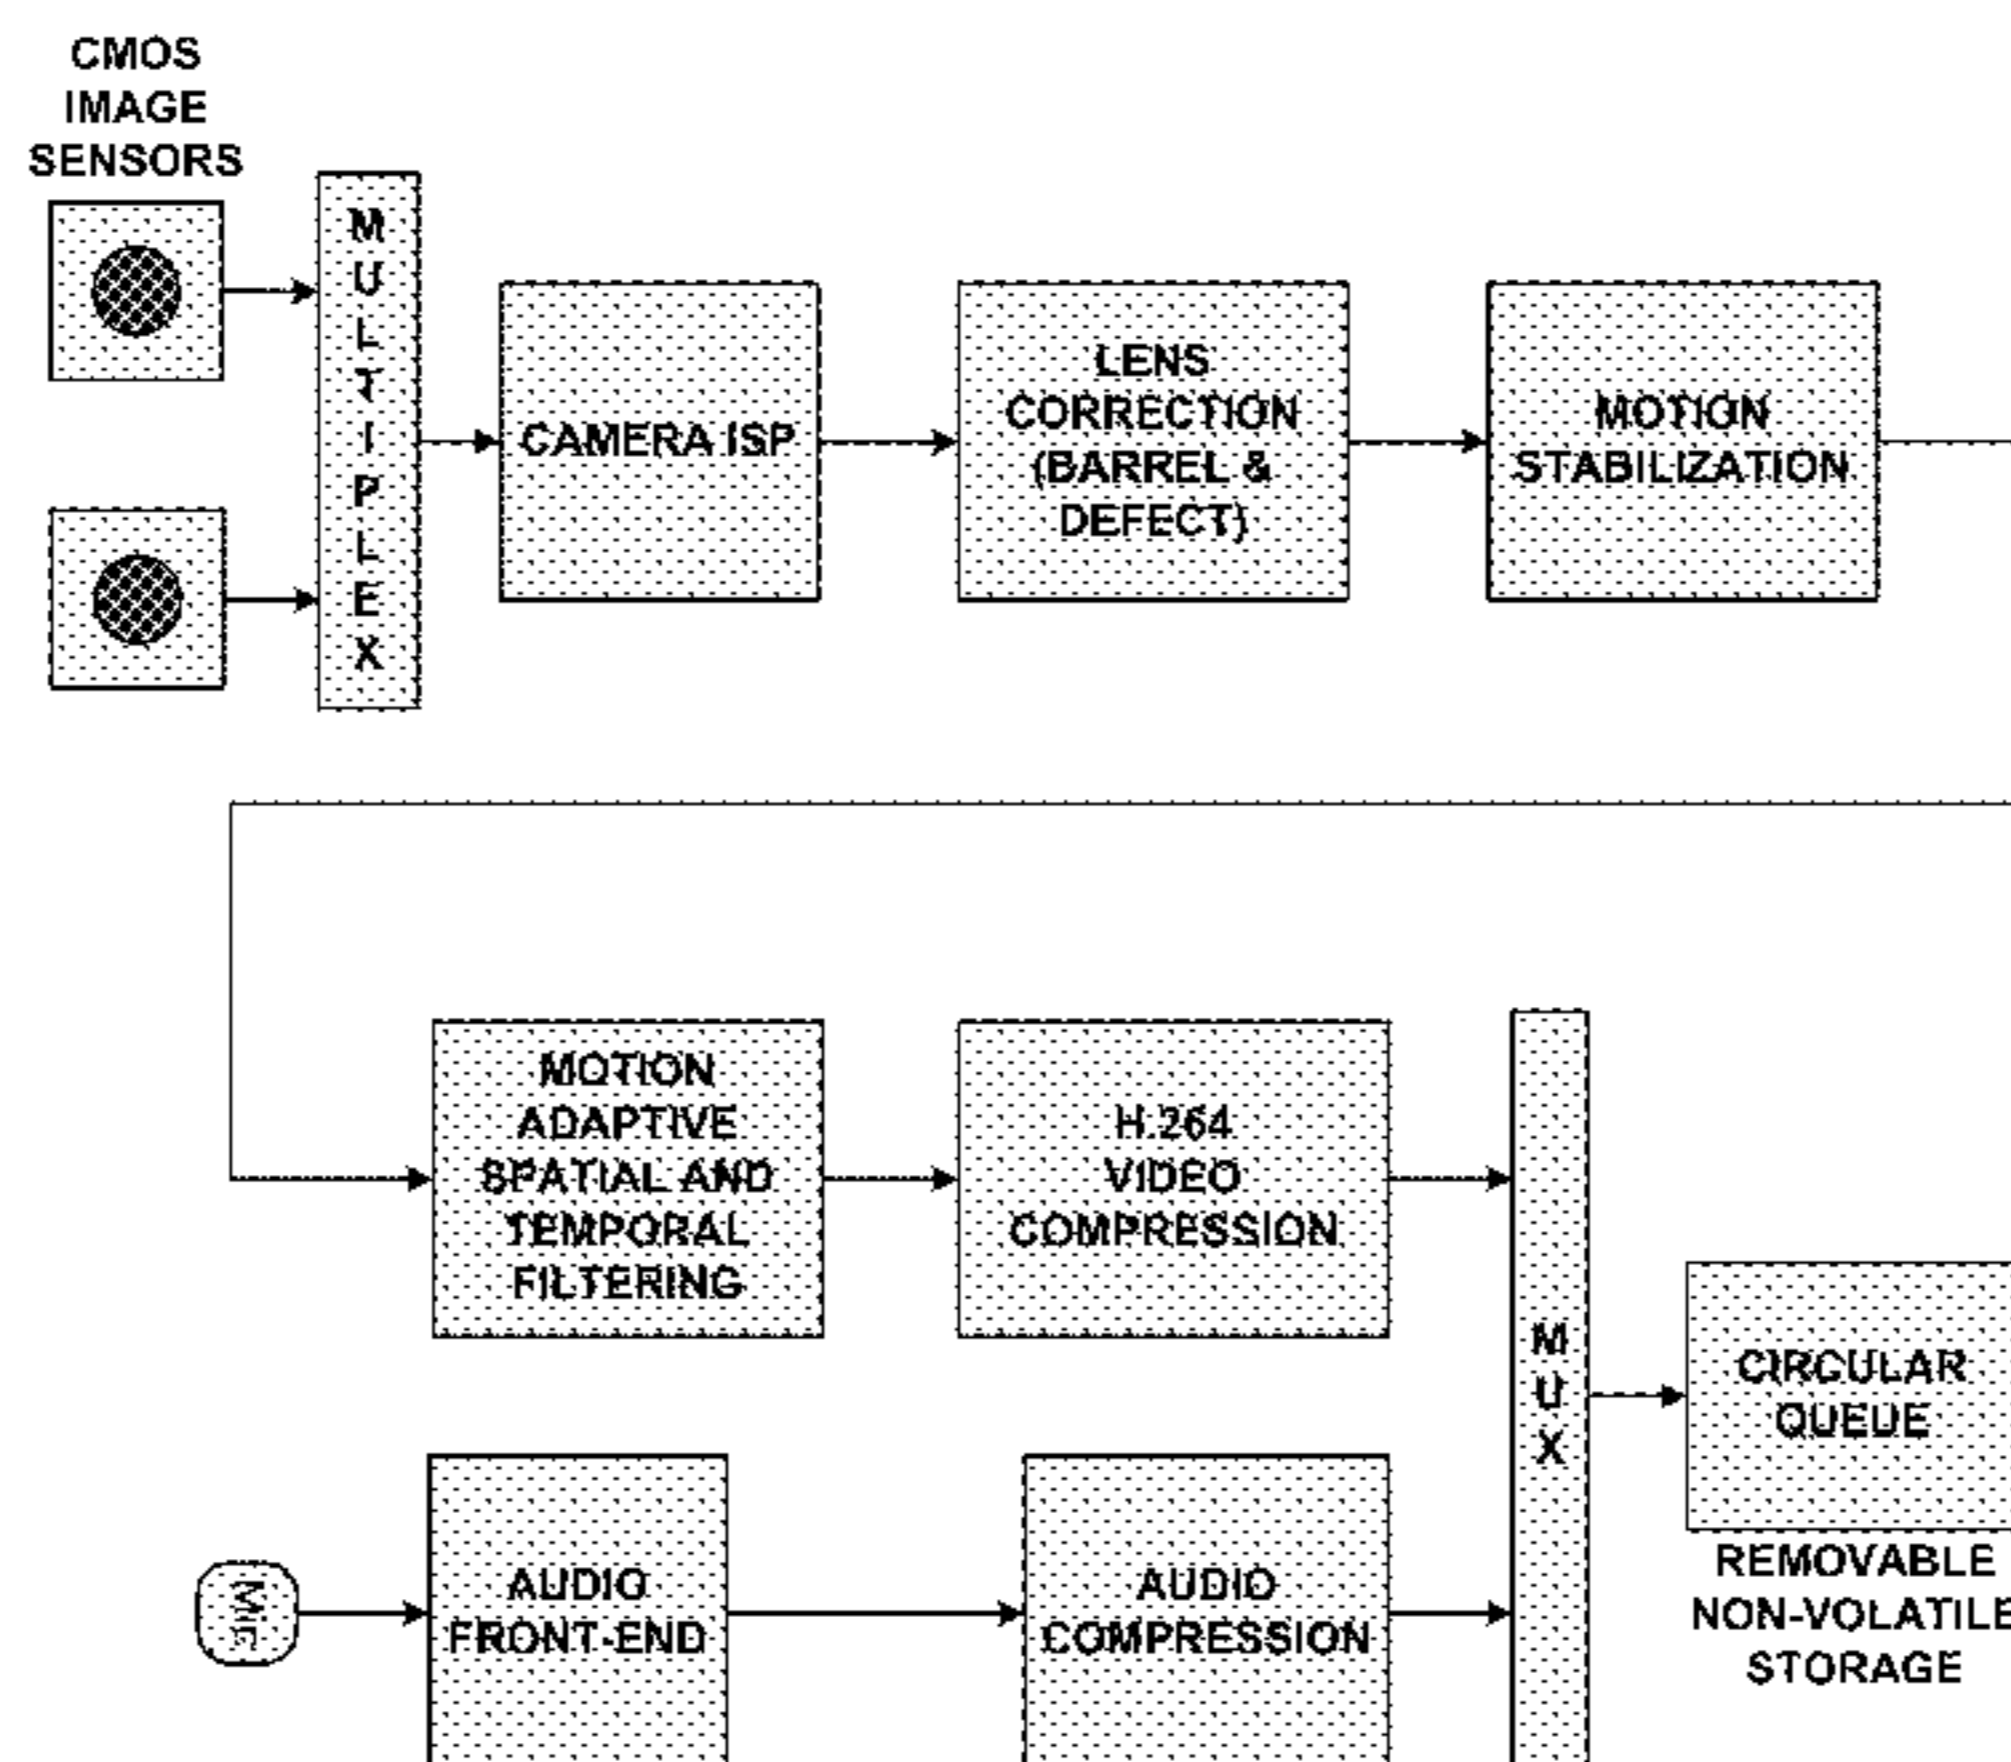 CMOS
IMAGE
SENSORS
MULTIPLEX
CAMERA ISP
LENS
CORRECTION
(BARREL &
DEFECT)
MOTION
STABILIZATION
MOTION
ADAPTIVE
SPATIAL AND
TEMPORAL
FILTERING
H.264
VIDEO
COMPRESSION
MUX
CIRCULAR
QUEUE
REMOVABLE
NON-VOLATILE
STORAGE
Mic
AUDIO
FRONT-END
AUDIO
COMPRESSION